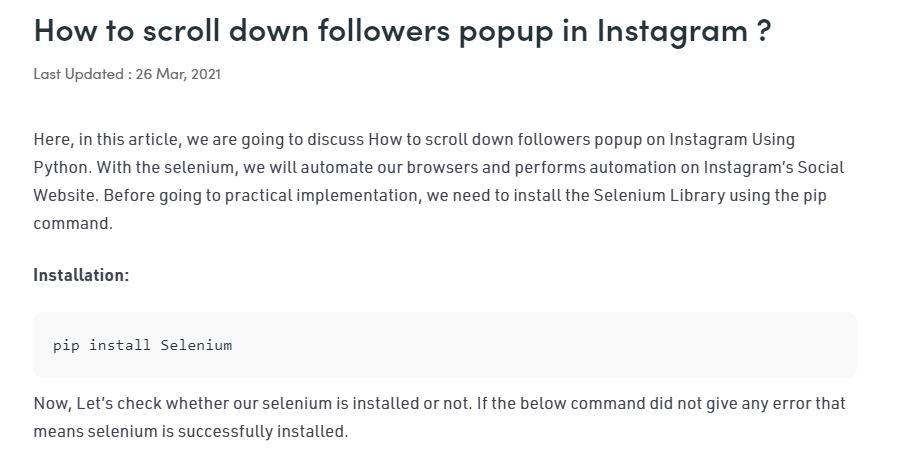 How to scroll down followers popup in Instagram ?
Last Updated : 26 Mar, 2021
Here, in this article, we are going to discuss How to scroll down followers popup on Instagram Using
Python. With the selenium, we will automate our browsers and performs automation on Instagram's Social
Website. Before going to practical implementation, we need to install the Selenium Library using the pip
command.
Installation:
pip install Selenium
Now, Let's check whether our selenium is installed or not. If the below command did not give any error that
means selenium is successfully installed.